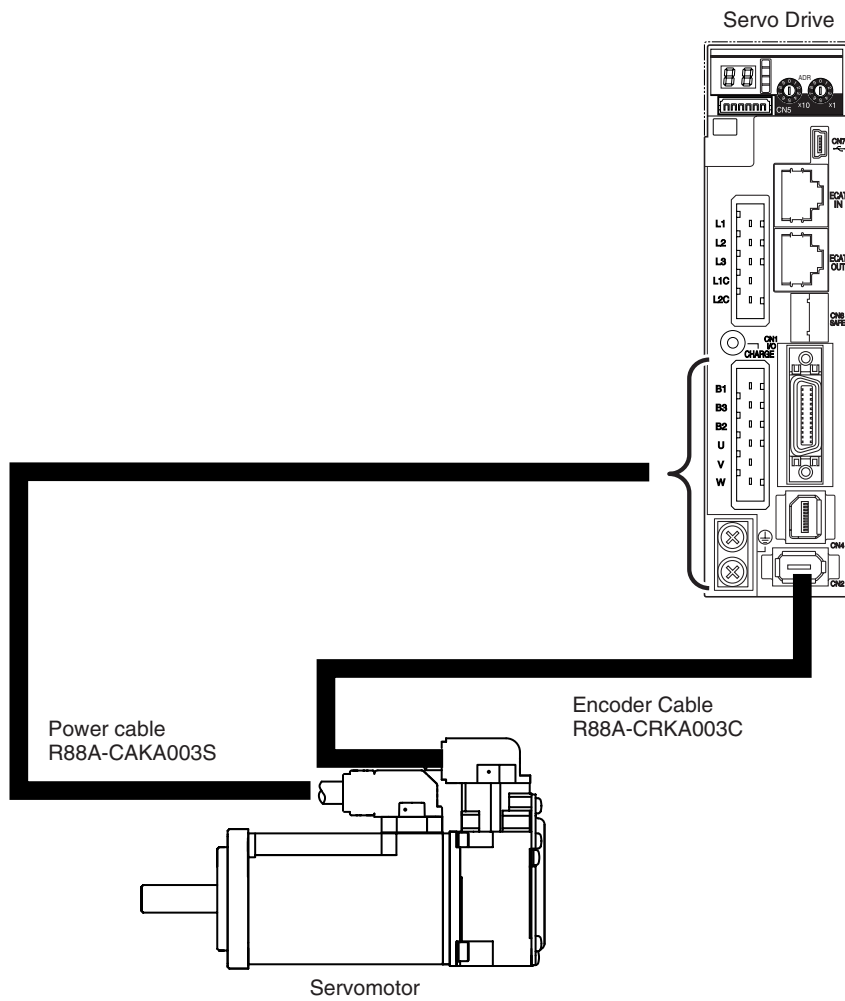 Servo Drive
ADR
CN5
x10
x1
CN7
ECAT
IN
L1
L2
L3
L1C
L2C
ECAT
OUT
CN8
SAFE
CN1
I/O
CHARGE
B1
B3
B2
U
V
W
CN4
CN2
Power cable
R88A-CAKA003S
Encoder Cable
R88A-CRKA003C
Servomotor